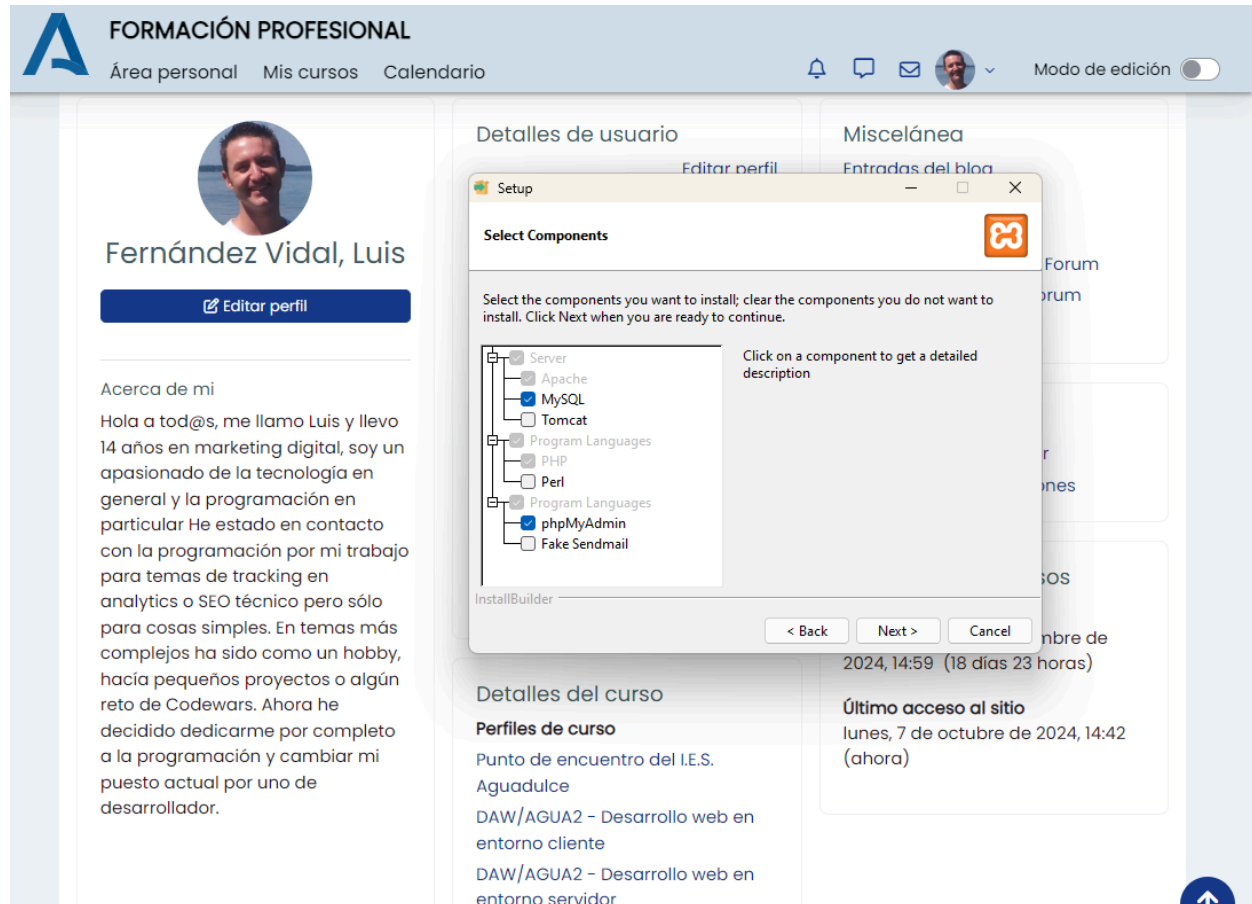 FORMACIÓN PROFESIONAL
Área personal Mis cursos Calendario
Modo de edición
Fernández Vidal, Luis
Editar perfil
Acerca de mi
Hola a tod@s, me llamo Luis y llevo
14 años en marketing digital, soy un
apasionado de la tecnología en
general y la programación en
particular He estado en contacto
con la programación por mi trabajo
para temas de tracking en
analytics o SEO técnico pero sólo
para cosas simples. En temas más
complejos ha sido como un hobby,
hacía pequeños proyectos o algún
reto de Codewars. Ahora he
decidido dedicarme por completo
a la programación y cambiar mi
puesto actual por uno de
desarrollador.
Detalles de usuario
Editar perfil
Setup
Select Components
Select the components you want to install; clear the components you do not want to
install. Click Next when you are ready to continue.
Server
Apache
MySQL
Tomcat
Program Languages
PHP
Perl
Program Languages
phpMyAdmin
Fake Sendmail
Click on a component to get a detailed
description
InstallBuilder
< Back
Next >
Cancel
Detalles del curso
Perfiles de curso
Punto de encuentro del I.E.S.
Aguadulce
DAW/AGUA2 - Desarrollo web en
entorno cliente
DAW/AGUA2 - Desarrollo web en
entorno servidor
Miscelánea
Entradas del blog
Forum
2024, 14:59 (18 días 23 horas)
Último acceso al sitio
lunes, 7 de octubre de 2024, 14:42
(ahora)